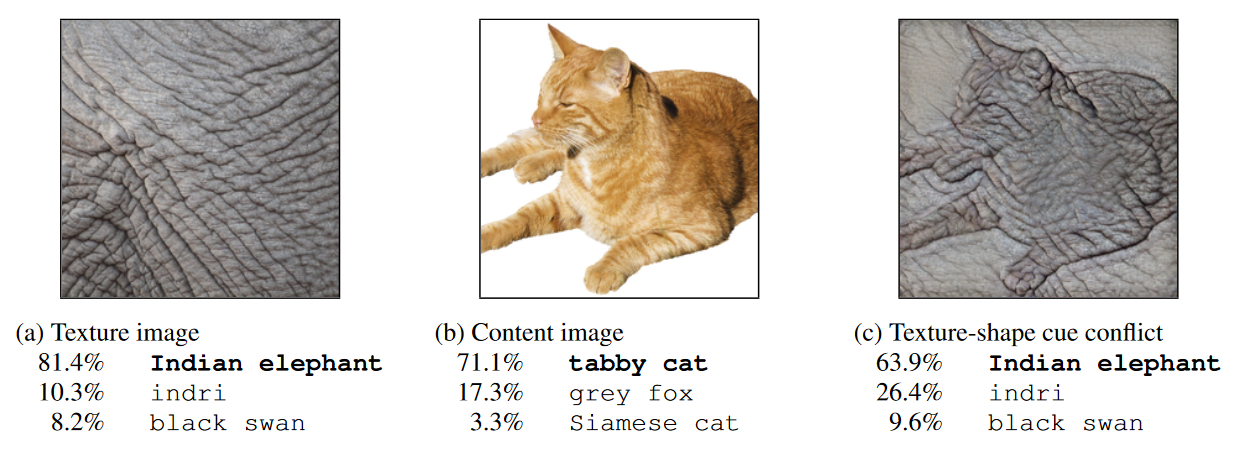 (a) Texture image
81.4% Indian elephant
10.3% indri
8.2% black swan
(b) Content image
71.1% tabby cat
17.3% grey fox
3.3% Siamese cat
(c) Texture-shape cue conflict
63.9% Indian elephant
26.4% indri
9.6% black swan